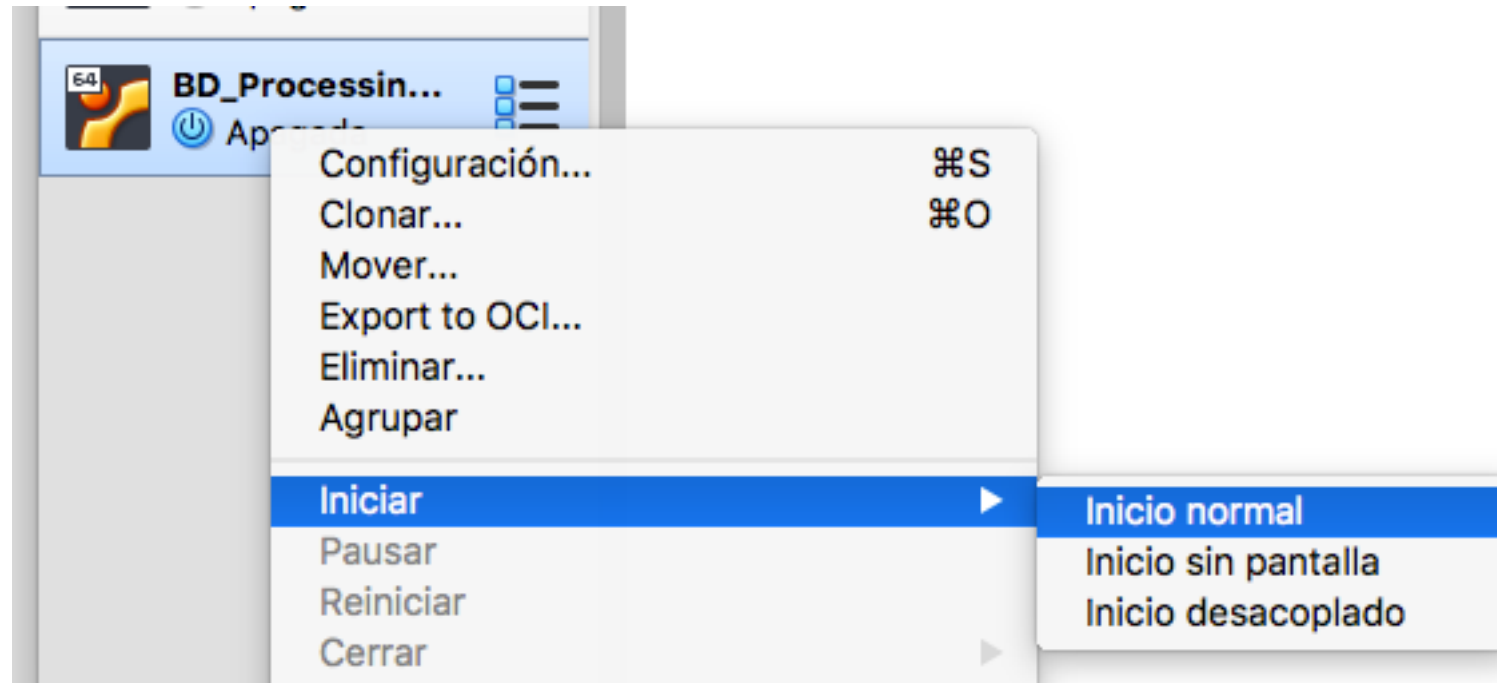 64
BD_Processin...
Apagada
Configuración... ⌘S
Clonar... ⌘O
Mover...
Export to OCI...
Eliminar...
Agrupar
Iniciar ▶
Inicio normal
Pausar
Inicio sin pantalla
Reiniciar
Inicio desacoplado
Cerrar ▶